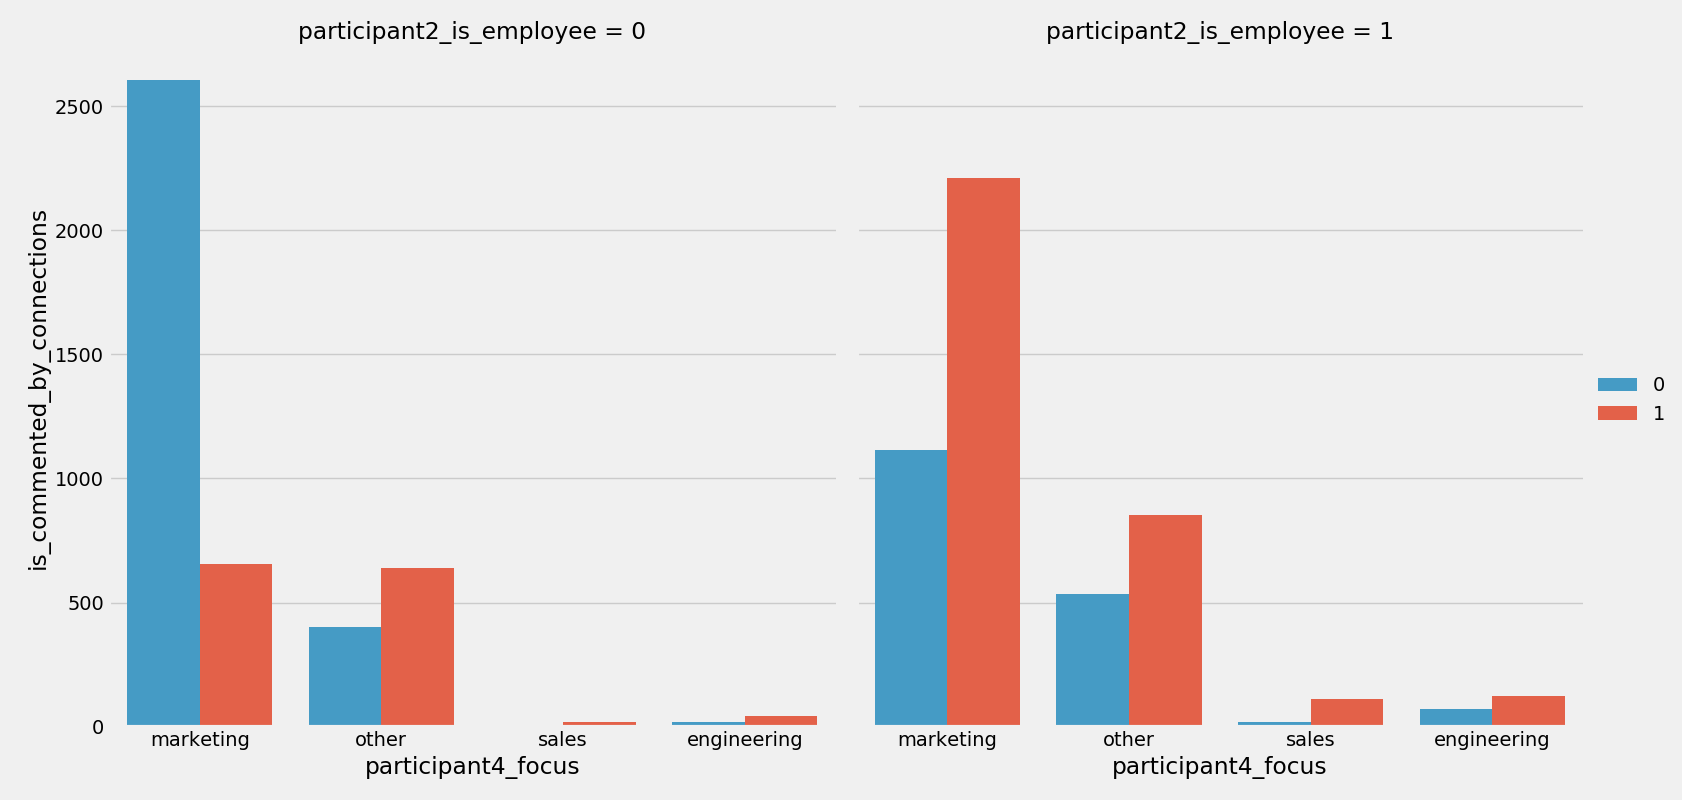 participant2_is_employee = 0
participant2_is_employee = 1
is_commented_by_connections
2500
2000
1500
1000
500
0
marketing other sales engineering
marketing other sales engineering
participant4_focus
participant4_focus
0
1